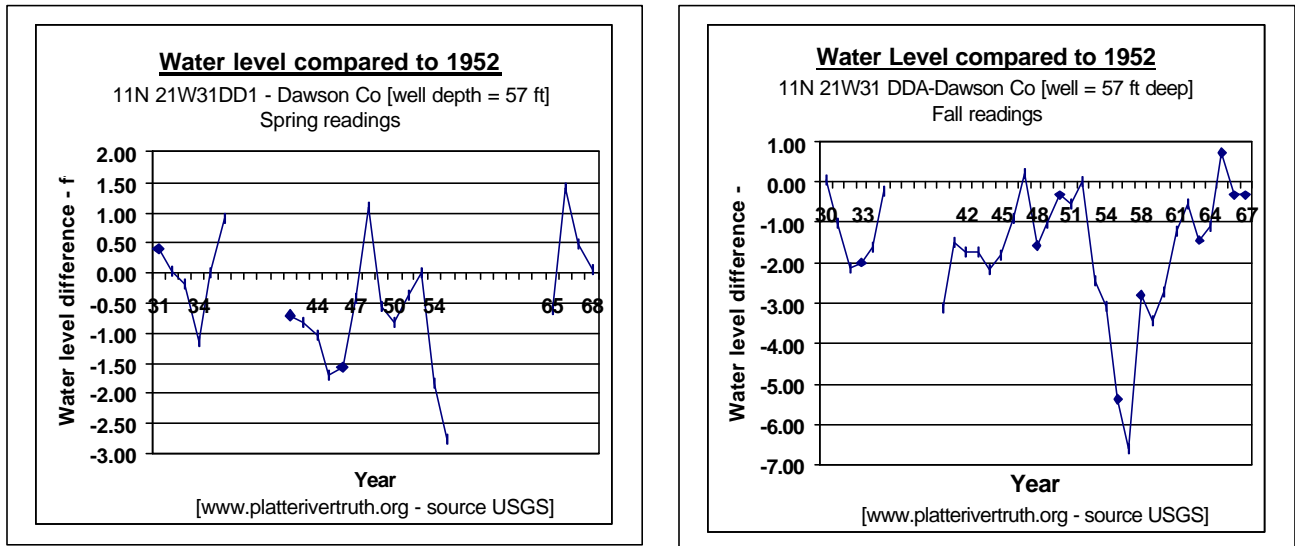 Water level compared to 1952
11N 21W31DD1 - Dawson Co [well depth = 57 ft]
Spring readings
Water level difference - f
2.00
1.50
1.00
0.50
0.00
-0.50
-1.00
-1.50
-2.00
-2.50
-3.00
31 34 44 47 50 54 65 68
Year
[www.platterivertruth.org - source USGS]
Water Level compared to 1952
11N 21W31 DDA-Dawson Co [well = 57 ft deep]
Fall readings
Water level difference -
1.00
0.00
-1.00
-2.00
-3.00
-4.00
-5.00
-6.00
-7.00
30 33 42 45 48 51 54 58 61 64 67
Year
[www.platterivertruth.org - source USGS]